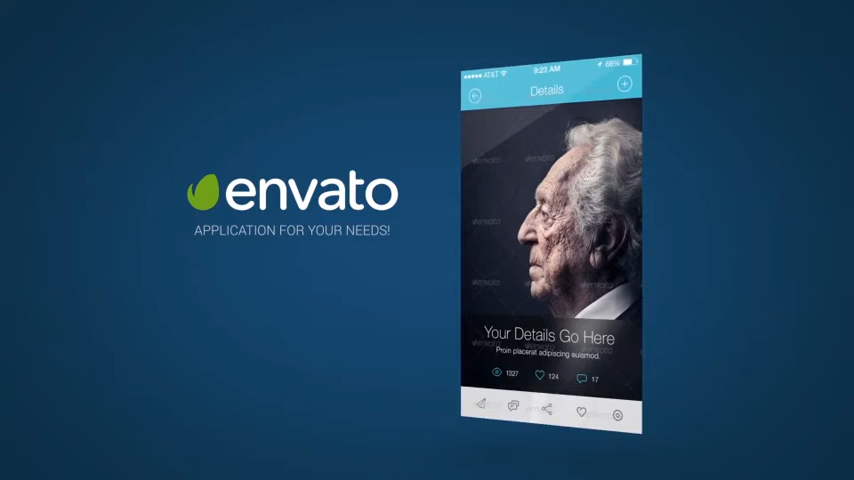 envato
APPLICATION FOR YOUR NEEDS!
AT&T 9:23 AM 66%
Details
Your Details Go Here
Proin placerat adipiscing euismod.
1327 124 17